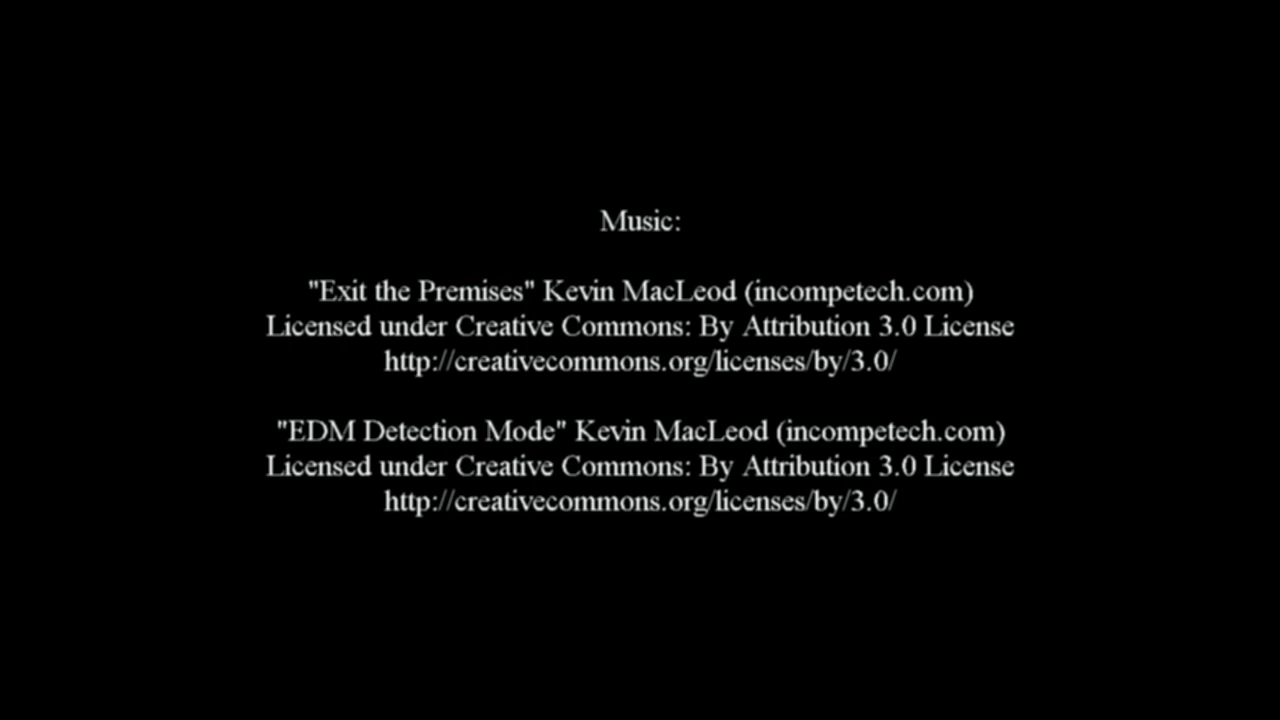 Music:
"Exit the Premises" Kevin MacLeod (incompetech.com)
Licensed under Creative Commons: By Attribution 3.0 License
http://creativecommons.org/licenses/by/3.0/
"EDM Detection Mode" Kevin MacLeod (incompetech.com)
Licensed under Creative Commons: By Attribution 3.0 License
http://creativecommons.org/licenses/by/3.0/